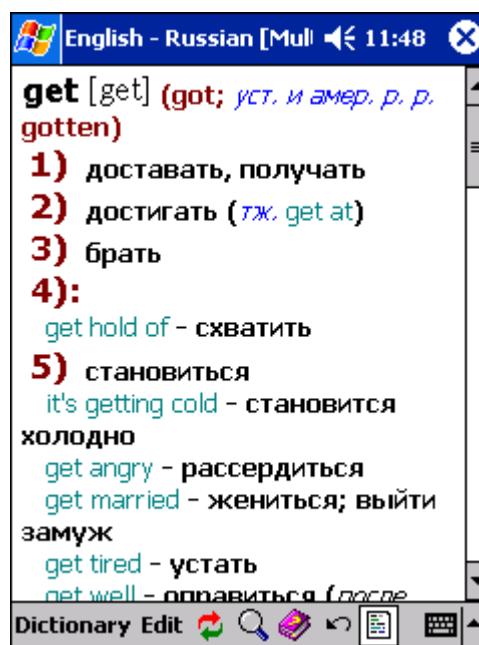 English - Russian [Mull 11:48
get [get] (got; уст. и амер. p. p.
gotten)
1) доставать, получать
2) достигать (тж. get at)
3) брать
4):
get hold of - схватить
5) становиться
it's getting cold - становится
холодно
get angry - рассердиться
get married - жениться; выйти
замуж
get tired - устать
get well - оправиться (после
Dictionary Edit